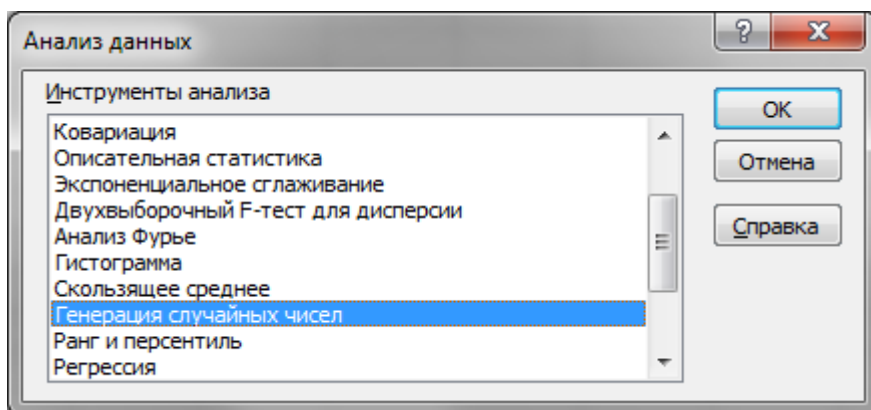 Анализ данных
?
X
Инструменты анализа
Ковариация
Описательная статистика
Экспоненциальное сглаживание
Двухвыборочный F-тест для дисперсии
Анализ Фурье
Гистограмма
Скользящее среднее
Генерация случайных чисел
Ранг и персентиль
Регрессия
ОК
Отмена
Справка